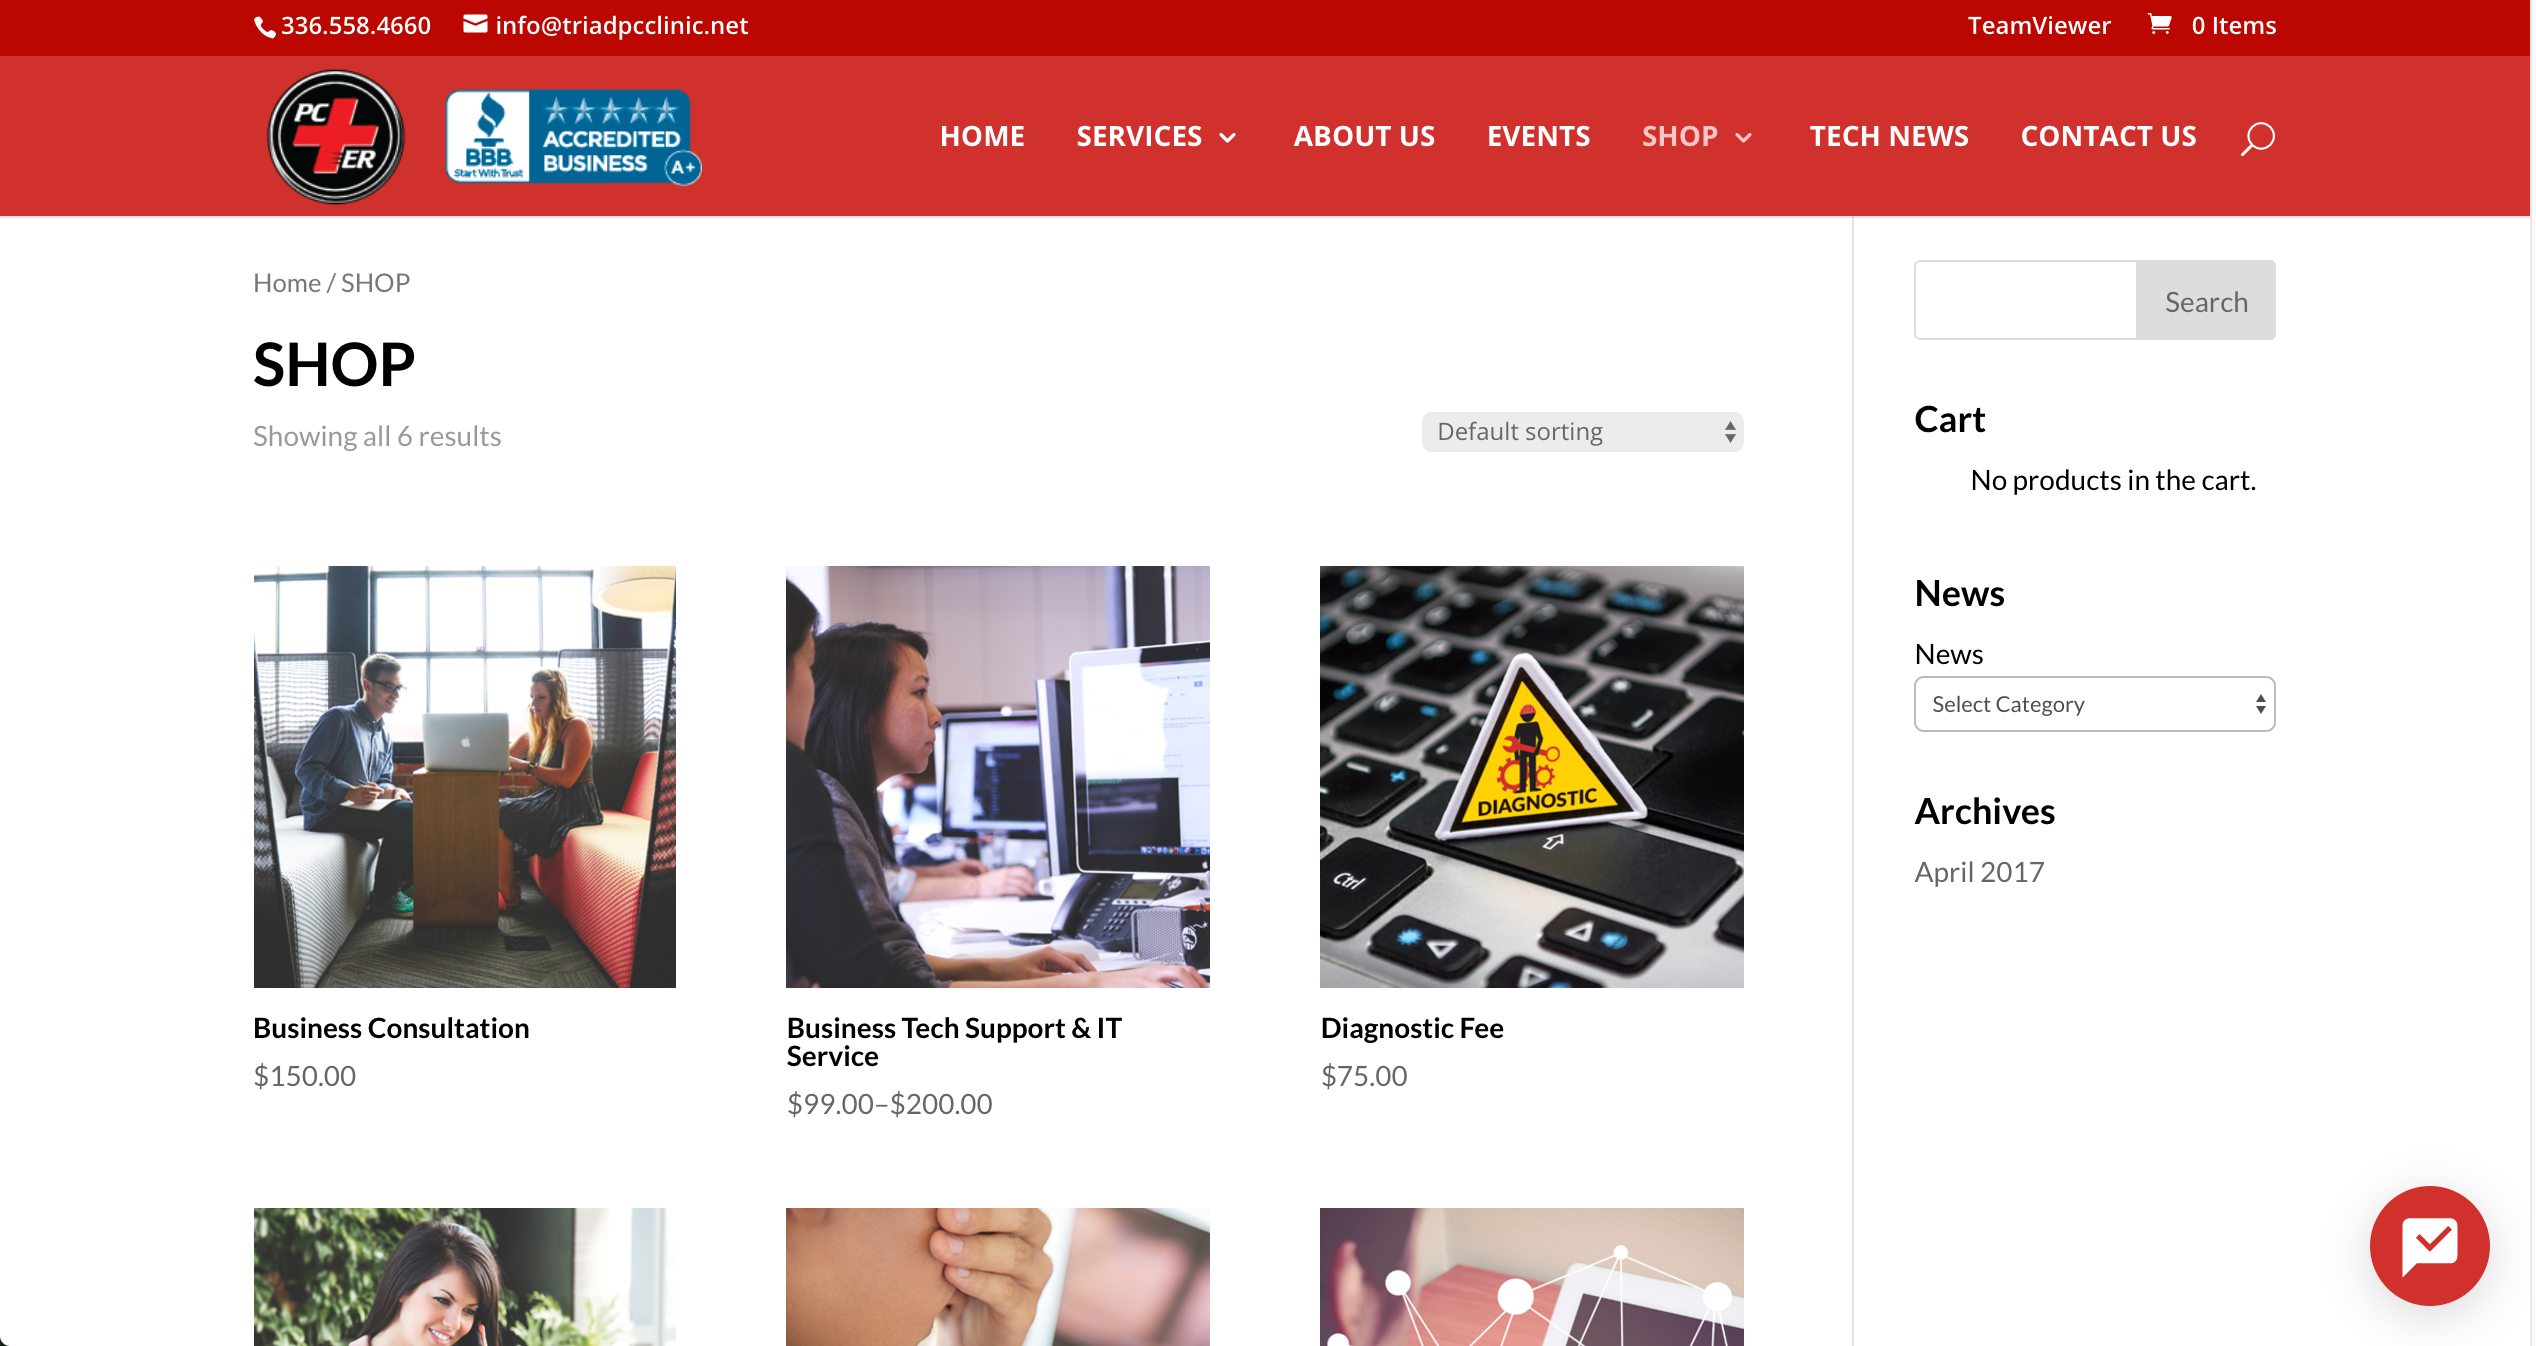 336.558.4660 info@triadpcclinic.net TeamViewer 0 Items
PC
ER
BBB
Start With Trust
ACCREDITED
BUSINESS
A+
HOME SERVICES ABOUT US EVENTS SHOP TECH NEWS CONTACT US
Home / SHOP
SHOP
Showing all 6 results
Default sorting
DIAGNOSTIC
Ctrl
Business Consultation
$150.00
Business Tech Support & IT
Service
$99.00–$200.00
Diagnostic Fee
$75.00
Search
Cart
No products in the cart.
News
News
Select Category
Archives
April 2017